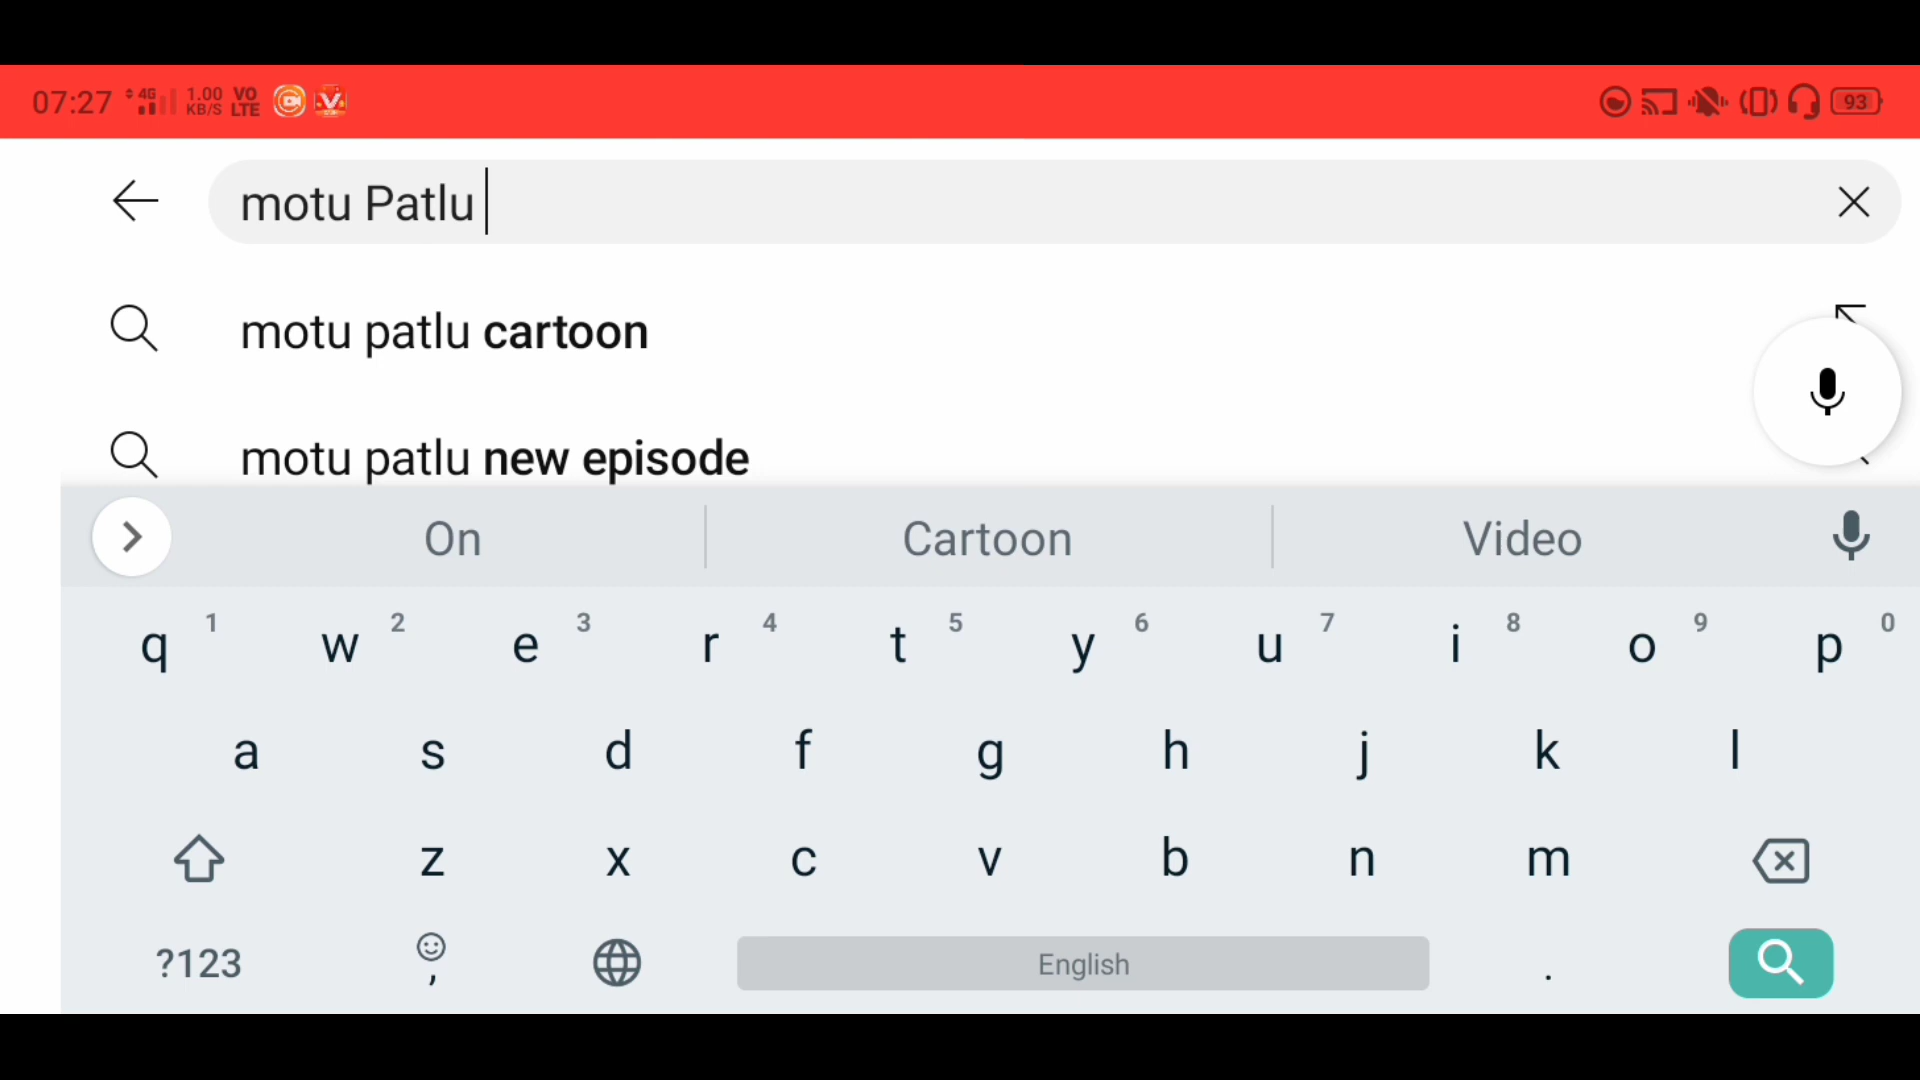 07:27 4G 1.00 KB/S VO LTE 93
motu Patlu
motu patlu cartoon
motu patlu new episode
On Cartoon Video
q 1 w 2 e 3 r 4 t 5 y 6 u 7 i 8 o 9 p 0
a s d f g h j k l
z x c v b n m
?123 , English .